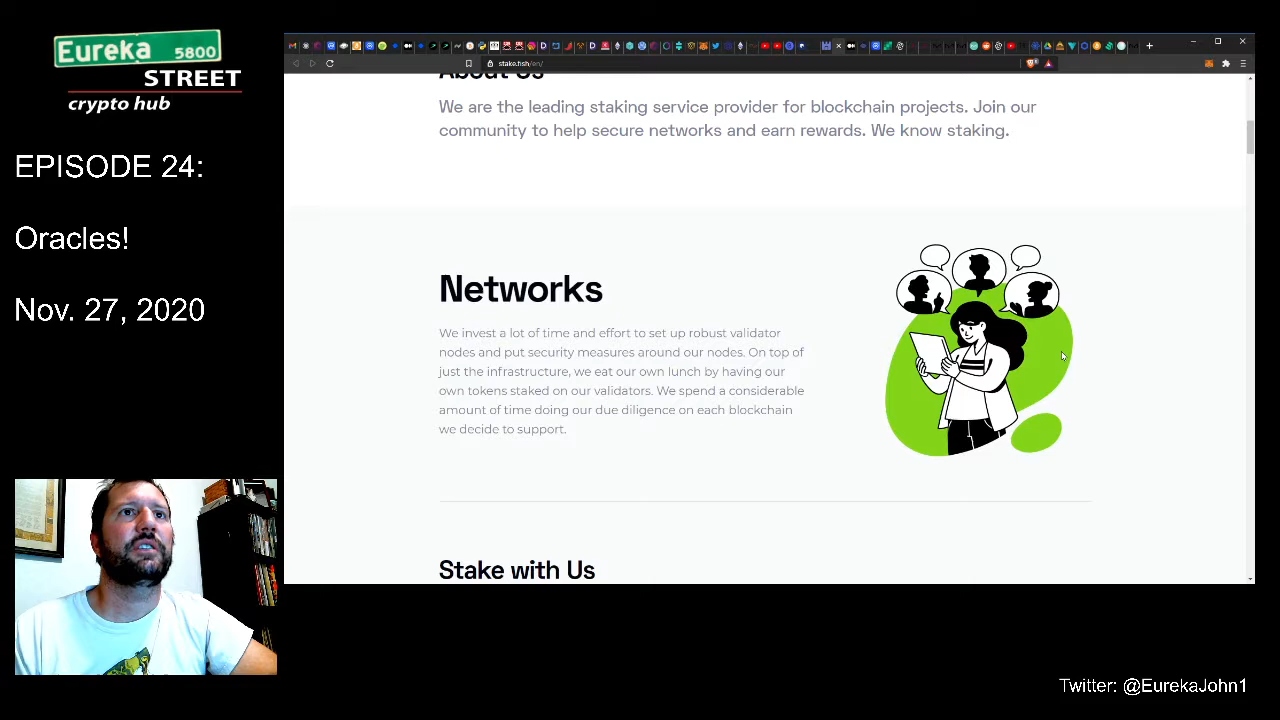 Eureka 5800
STREET
crypto hub
EPISODE 24:
Oracles!
Nov. 27, 2020
stake.fish/en/
About Us
We are the leading staking service provider for blockchain projects. Join our
community to help secure networks and earn rewards. We know staking.
Networks
We invest a lot of time and effort to set up robust validator
nodes and put security measures around our nodes. On top of
just the infrastructure, we eat our own lunch by having our
own tokens staked on our validators. We spend a considerable
amount of time doing our due diligence on each blockchain
we decide to support.
Stake with Us
Twitter: @EurekaJohn1